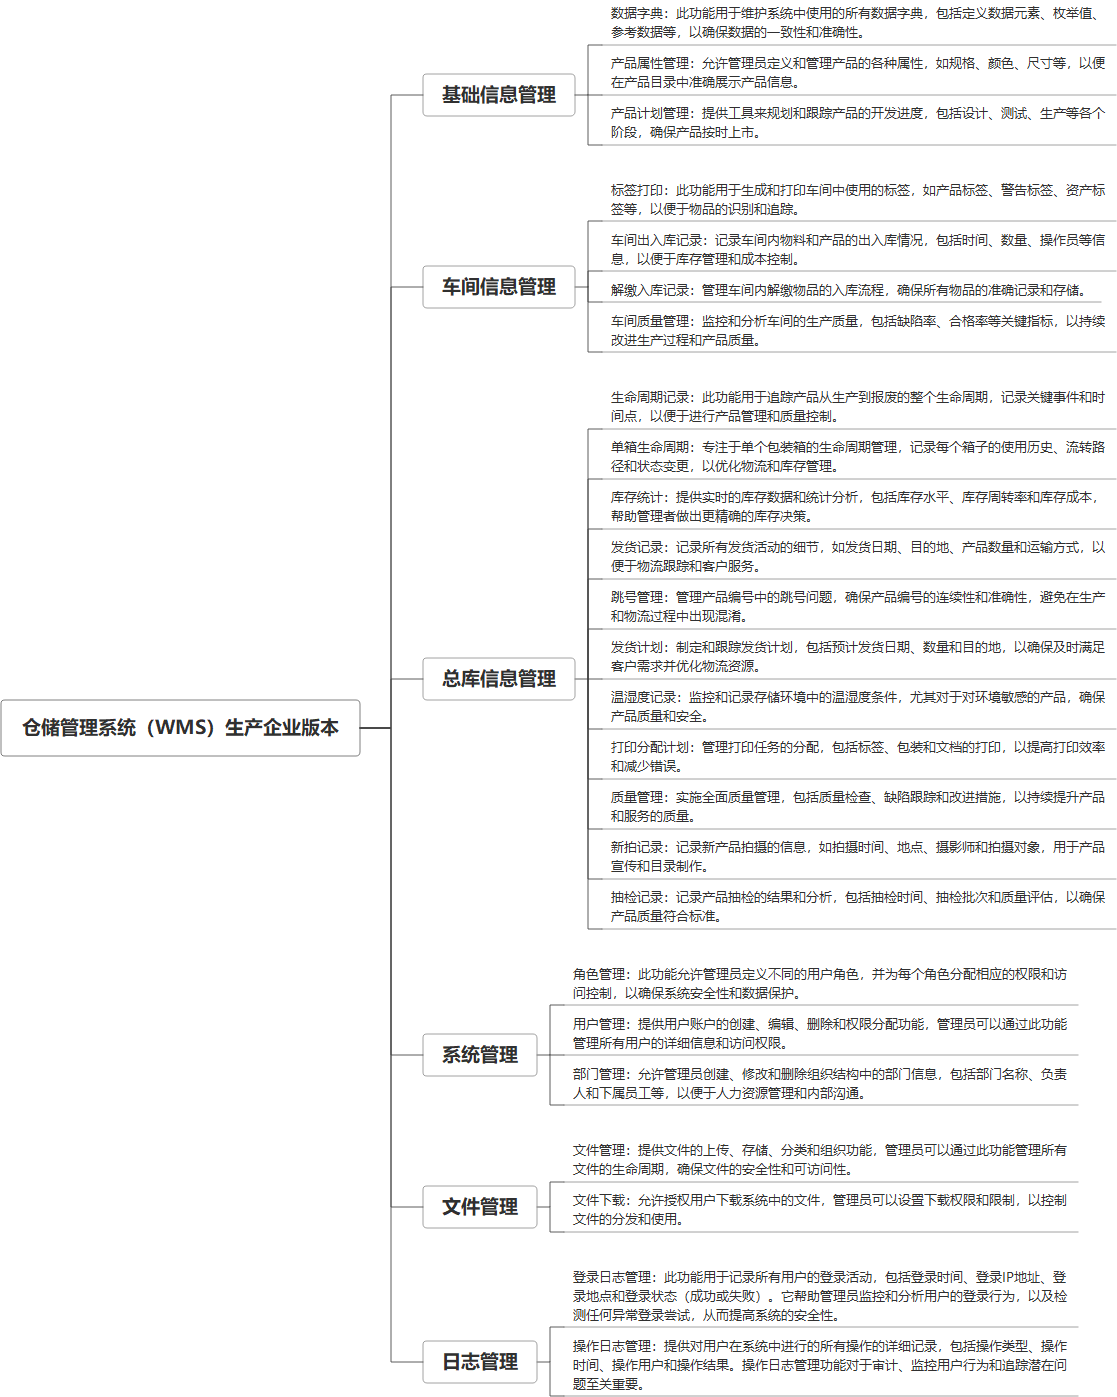 仓储管理系统（WMS）生产企业版本
基础信息管理
数据字典：此功能用于维护系统中使用的所有数据字典，包括定义数据元素、枚举值、
参考数据等，以确保数据的一致性和准确性。
产品属性管理：允许管理员定义和管理产品的各种属性，如规格、颜色、尺寸等，以便
在产品目录中准确展示产品信息。
产品计划管理：提供工具来规划和跟踪产品的开发进度，包括设计、测试、生产等各个
阶段，确保产品按时上市。
车间信息管理
标签打印：此功能用于生成和打印车间中使用的标签，如产品标签、警告标签、资产标
签等，以便于物品的识别和追踪。
车间出入库记录：记录车间内物料和产品的出入库情况，包括时间、数量、操作员等信
息，以便于库存管理和成本控制。
解缴入库记录：管理车间内解缴物品的入库流程，确保所有物品的准确记录和存储。
车间质量管理：监控和分析车间的生产质量，包括缺陷率、合格率等关键指标，以持续
改进生产过程和产品质量。
总库信息管理
生命周期记录：此功能用于追踪产品从生产到报废的整个生命周期，记录关键事件和时
间点，以便于进行产品管理和质量控制。
单箱生命周期：专注于单个包装箱的生命周期管理，记录每个箱子的使用历史、流转路
径和状态变更，以优化物流和库存管理。
库存统计：提供实时的库存数据和统计分析，包括库存水平、库存周转率和库存成本，
帮助管理者做出更精确的库存决策。
发货记录：记录所有发货活动的细节，如发货日期、目的地、产品数量和运输方式，以
便于物流跟踪和客户服务。
跳号管理：管理产品编号中的跳号问题，确保产品编号的连续性和准确性，避免在生产
和物流过程中出现混淆。
发货计划：制定和跟踪发货计划，包括预计发货日期、数量和目的地，以确保及时满足
客户需求并优化物流资源。
温湿度记录：监控和记录存储环境中的温湿度条件，尤其对于对环境敏感的产品，确保
产品质量和安全。
打印分配计划：管理打印任务的分配，包括标签、包装和文档的打印，以提高打印效率
和减少错误。
质量管理：实施全面质量管理，包括质量检查、缺陷跟踪和改进措施，以持续提升产品
和服务的质量。
新拍记录：记录新产品拍摄的信息，如拍摄时间、地点、摄影师和拍摄对象，用于产品
宣传和目录制作。
抽检记录：记录产品抽检的结果和分析，包括抽检时间、抽检批次和质量评估，以确保
产品质量符合标准。
系统管理
角色管理：此功能允许管理员定义不同的用户角色，并为每个角色分配相应的权限和访
问控制，以确保系统安全性和数据保护。
用户管理：提供用户账户的创建、编辑、删除和权限分配功能，管理员可以通过此功能
管理所有用户的详细信息和访问权限。
部门管理：允许管理员创建、修改和删除组织结构中的部门信息，包括部门名称、负责
人和下属员工等，以便于人力资源管理和内部沟通。
文件管理
文件管理：提供文件的上传、存储、分类和组织功能，管理员可以通过此功能管理所有
文件的生命周期，确保文件的安全性和可访问性。
文件下载：允许授权用户下载系统中的文件，管理员可以设置下载权限和限制，以控制
文件的分发和使用。
日志管理
登录日志管理：此功能用于记录所有用户的登录活动，包括登录时间、登录IP地址、登
录地点和登录状态（成功或失败）。它帮助管理员监控和分析用户的登录行为，以及检
测任何异常登录尝试，从而提高系统的安全性。
操作日志管理：提供对用户在系统中进行的所有操作的详细记录，包括操作类型、操作
时间、操作用户和操作结果。操作日志管理功能对于审计、监控用户行为和追踪潜在问
题至关重要。